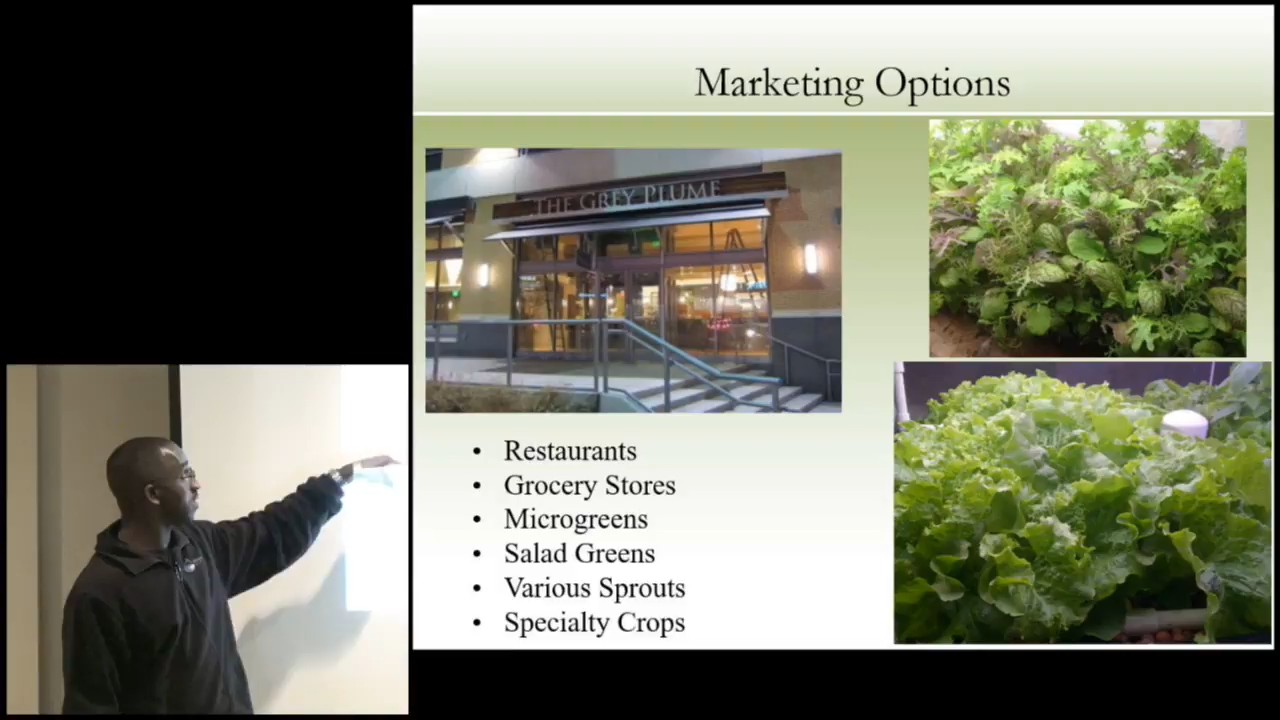 Marketing Options
THE GREY PLUME
• Restaurants
• Grocery Stores
• Microgreens
• Salad Greens
• Various Sprouts
• Specialty Crops